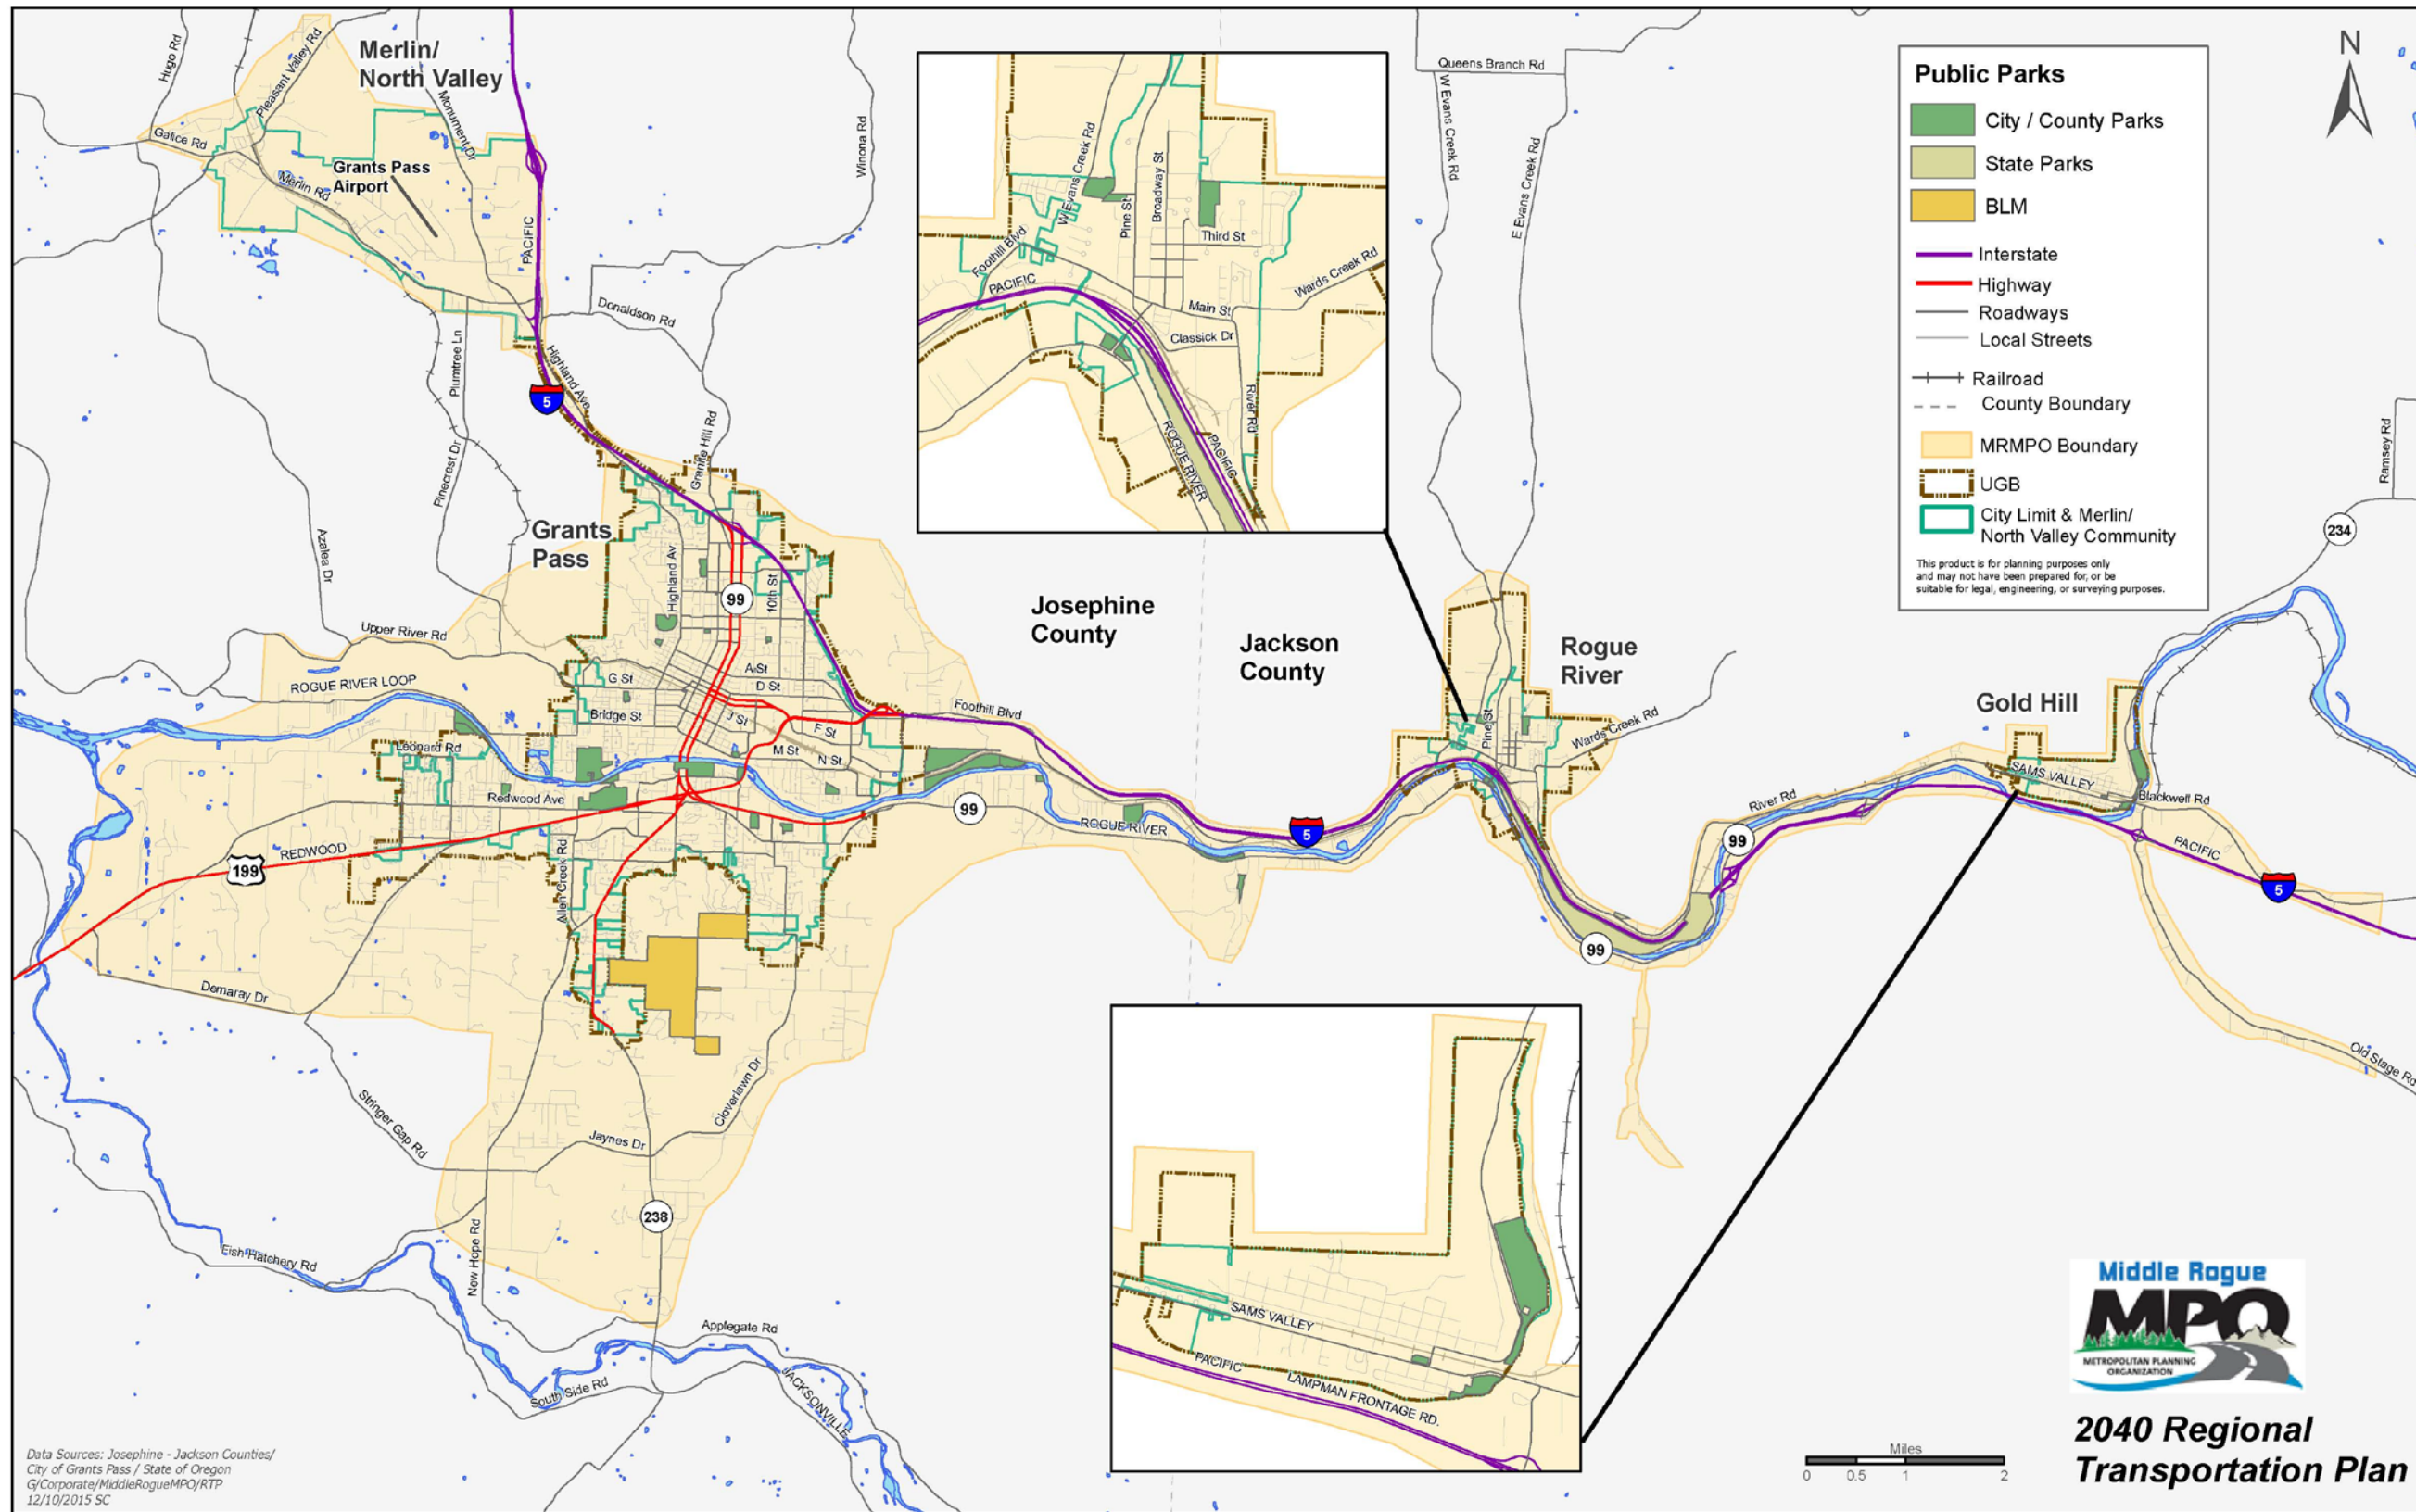 Merlin/
North Valley
Hugo Rd
Pleasant Valley Rd
Monument Dr
Galice Rd
Merlin Rd
Grants Pass
Airport
PACIFIC
Winona Rd
Donaldson Rd
Plumtree Ln
Highland Ave
5
Pinecrest Dr
Granite Hill Rd
Azalea Dr
Grants
Pass
Highland Av
99
10th St
Upper River Rd
ROGUE RIVER LOOP
A St
G St
D St
Bridge St
J St
F St
M St
N St
Foothill Blvd
Leonard Rd
Redwood Ave
99
ROGUE RIVER
5
REDWOOD
199
Allen Creek Rd
Demaray Dr
Stringer Gap Rd
Cloverlawn Dr
Jaynes Dr
238
New Hope Rd
Fish Hatchery Rd
Applegate Rd
South Side Rd
JACKSONVILLE
Josephine
County
Jackson
County
W Evans Creek Rd
Broadway St
Pine St
Third St
Foothill Blvd
PACIFIC
Wards Creek Rd
Main St
Classick Dr
River Rd
ROGUE RIVER
PACIFIC
Queens Branch Rd
W Evans Creek Rd
E Evans Creek Rd
Rogue
River
Pine St
Wards Creek Rd
Gold Hill
SAMS VALLEY
River Rd
Blackwell Rd
99
PACIFIC
5
99
Old Stage Rd
234
Ramsey Rd
SAMS VALLEY
PACIFIC
LAMPMAN FRONTAGE RD.
N
Public Parks
City / County Parks
State Parks
BLM
Interstate
Highway
Roadways
Local Streets
Railroad
County Boundary
MRMPO Boundary
UGB
City Limit & Merlin/
North Valley Community
This product is for planning purposes only
and may not have been prepared for, or be
suitable for legal, engineering, or surveying purposes.
Middle Rogue
MPO
METROPOLITAN PLANNING
ORGANIZATION
2040 Regional
Transportation Plan
Miles
0 0.5 1 2
Data Sources: Josephine - Jackson Counties/
City of Grants Pass / State of Oregon
G/Corporate/MiddleRogueMPO/RTP
12/10/2015 SC